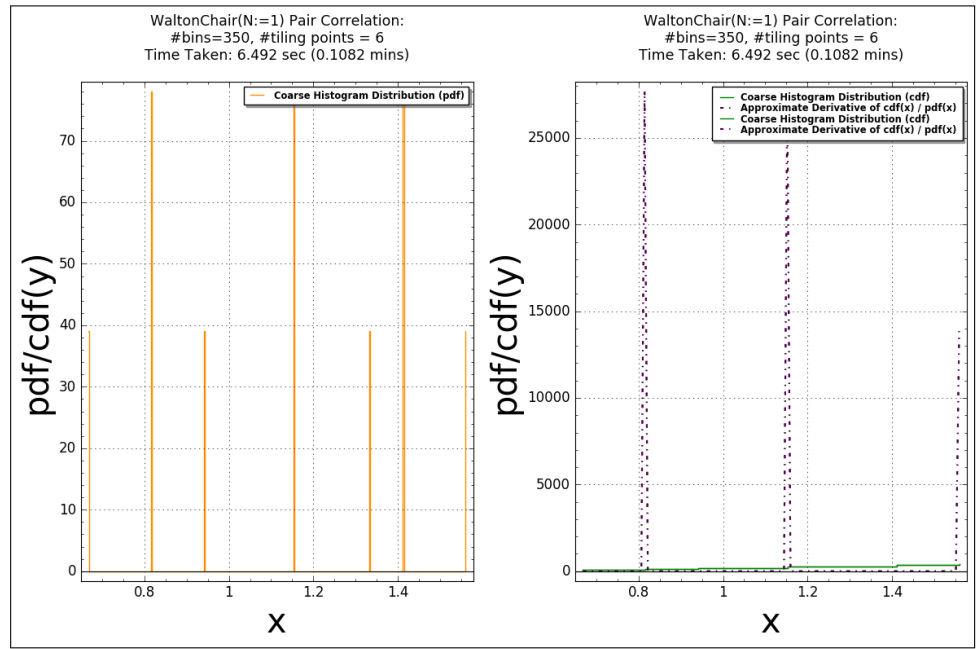 WaltonChair(N:=1) Pair Correlation:
#bins=350, #tiling points = 6
Time Taken: 6.492 sec (0.1082 mins)
Coarse Histogram Distribution (pdf)
70
60
50
40
30
20
10
0
0.8
1
1.2
1.4
pdf/cdf(y)
x
WaltonChair(N:=1) Pair Correlation:
#bins=350, #tiling points = 6
Time Taken: 6.492 sec (0.1082 mins)
Coarse Histogram Distribution (cdf)
Approximate Derivative of cdf(x) / pdf(x)
Coarse Histogram Distribution (cdf)
Approximate Derivative of cdf(x) / pdf(x)
25000
20000
15000
10000
5000
0
0.8
1
1.2
1.4
pdf/cdf(y)
x